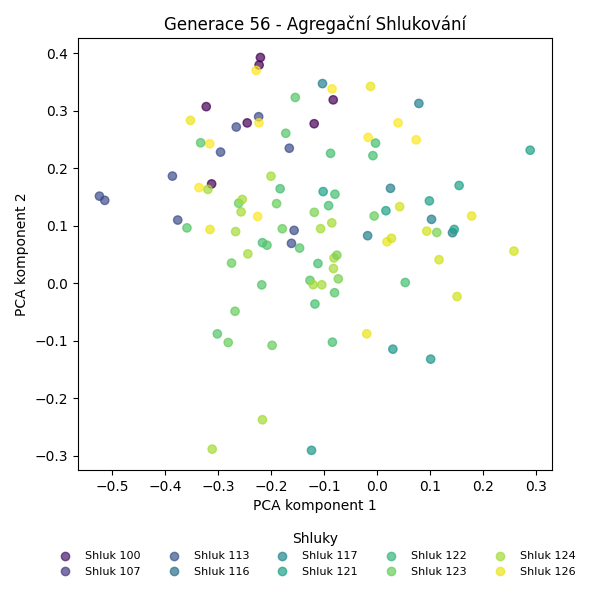 Generace 56 - Agregační Shlukování
PCA komponent 2
0.4
0.3
0.2
0.1
0.0
−0.1
−0.2
−0.3
−0.5 −0.4 −0.3 −0.2 −0.1 0.0 0.1 0.2 0.3
PCA komponent 1
Shluky
Shluk 100 Shluk 113 Shluk 117 Shluk 122 Shluk 124
Shluk 107 Shluk 116 Shluk 121 Shluk 123 Shluk 126